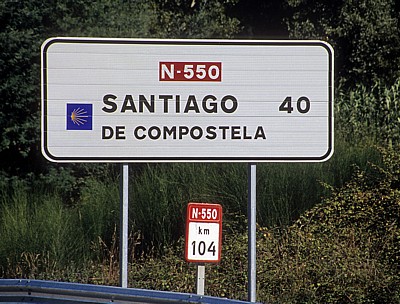 N-550
SANTIAGO 40
DE COMPOSTELA
N-550
km
104